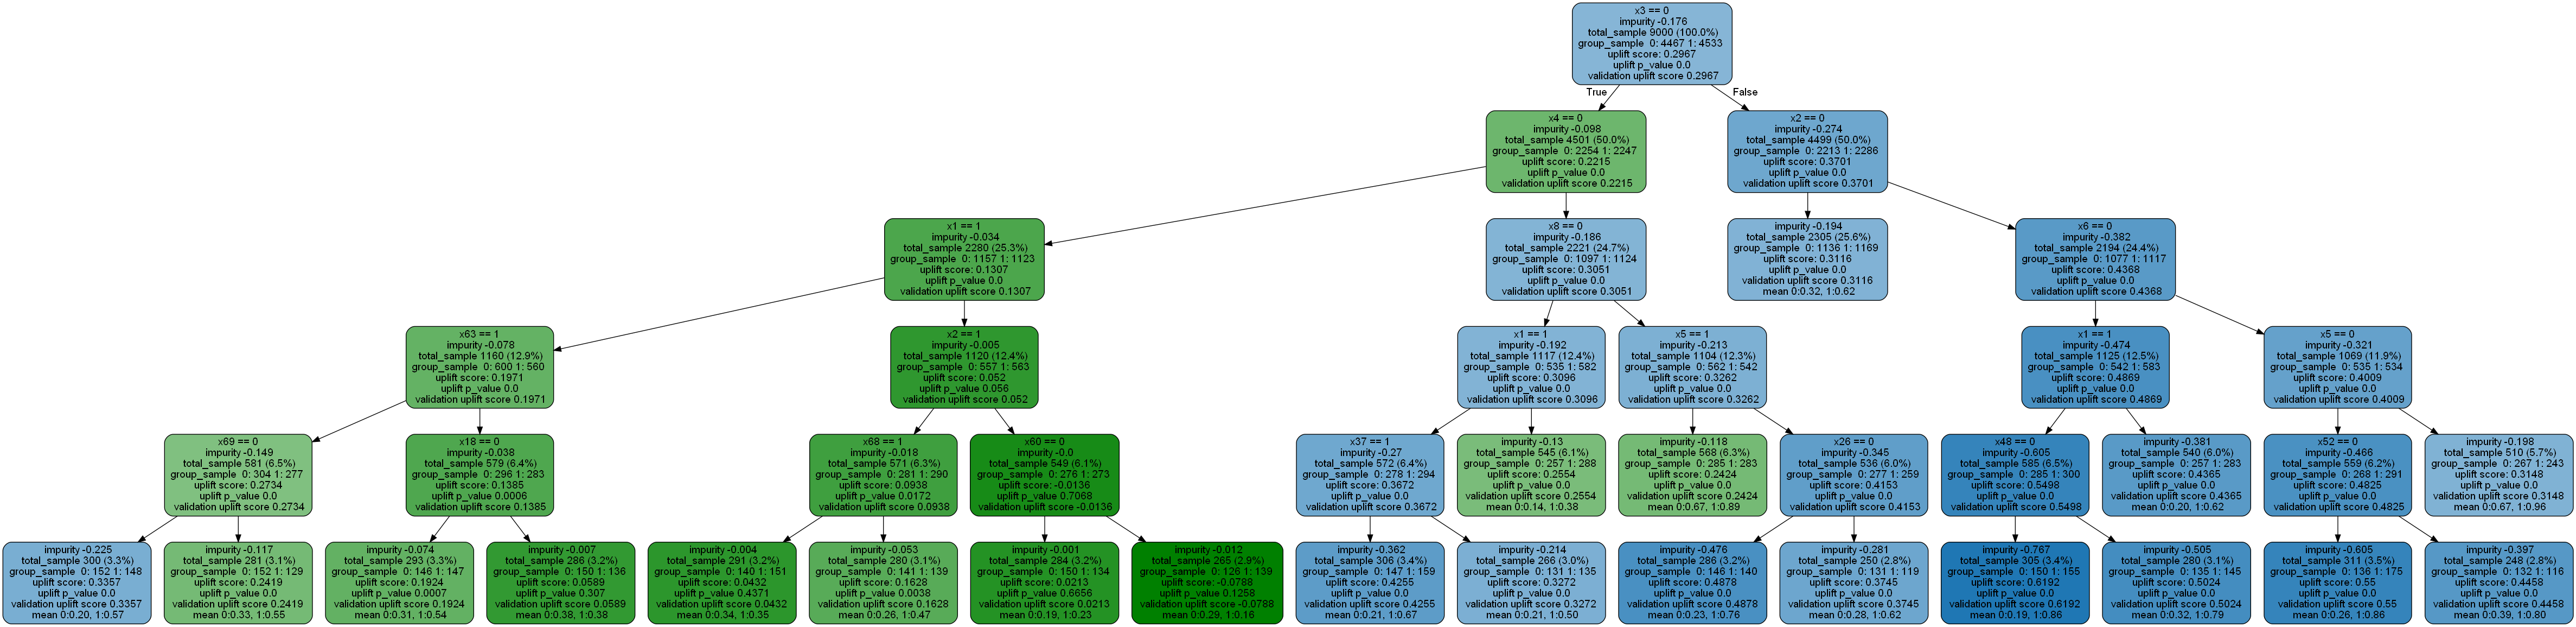 x3 == 0
impurity -0.176
total_sample 9000 (100.0%)
group_sample 0: 4467 1: 4533
uplift score: 0.2967
uplift p_value 0.0
validation uplift score 0.2967
True
False
x4 == 0
impurity -0.098
total_sample 4501 (50.0%)
group_sample 0: 2254 1: 2247
uplift score: 0.2215
uplift p_value 0.0
validation uplift score 0.2215
x2 == 0
impurity -0.274
total_sample 4499 (50.0%)
group_sample 0: 2213 1: 2286
uplift score: 0.3701
uplift p_value 0.0
validation uplift score 0.3701
x1 == 1
impurity -0.034
total_sample 2280 (25.3%)
group_sample 0: 1157 1: 1123
uplift score: 0.1307
uplift p_value 0.0
validation uplift score 0.1307
x8 == 0
impurity -0.186
total_sample 2221 (24.7%)
group_sample 0: 1097 1: 1124
uplift score: 0.3051
uplift p_value 0.0
validation uplift score 0.3051
impurity -0.194
total_sample 2305 (25.6%)
group_sample 0: 1136 1: 1169
uplift score: 0.3116
uplift p_value 0.0
validation uplift score 0.3116
mean 0:0.32, 1:0.62
x6 == 0
impurity -0.382
total_sample 2194 (24.4%)
group_sample 0: 1077 1: 1117
uplift score: 0.4368
uplift p_value 0.0
validation uplift score 0.4368
x63 == 1
impurity -0.078
total_sample 1160 (12.9%)
group_sample 0: 600 1: 560
uplift score: 0.1971
uplift p_value 0.0
validation uplift score 0.1971
x2 == 1
impurity -0.005
total_sample 1120 (12.4%)
group_sample 0: 557 1: 563
uplift score: 0.052
uplift p_value 0.056
validation uplift score 0.052
x1 == 1
impurity -0.192
total_sample 1117 (12.4%)
group_sample 0: 535 1: 582
uplift score: 0.3096
uplift p_value 0.0
validation uplift score 0.3096
x5 == 1
impurity -0.213
total_sample 1104 (12.3%)
group_sample 0: 562 1: 542
uplift score: 0.3262
uplift p_value 0.0
validation uplift score 0.3262
x1 == 1
impurity -0.474
total_sample 1125 (12.5%)
group_sample 0: 542 1: 583
uplift score: 0.4869
uplift p_value 0.0
validation uplift score 0.4869
x5 == 0
impurity -0.321
total_sample 1069 (11.9%)
group_sample 0: 535 1: 534
uplift score: 0.4009
uplift p_value 0.0
validation uplift score 0.4009
x69 == 0
impurity -0.149
total_sample 581 (6.5%)
group_sample 0: 304 1: 277
uplift score: 0.2734
uplift p_value 0.0
validation uplift score 0.2734
x18 == 0
impurity -0.038
total_sample 579 (6.4%)
group_sample 0: 296 1: 283
uplift score: 0.1385
uplift p_value 0.0006
validation uplift score 0.1385
x68 == 1
impurity -0.018
total_sample 571 (6.3%)
group_sample 0: 281 1: 290
uplift score: 0.0938
uplift p_value 0.0172
validation uplift score 0.0938
x60 == 0
impurity -0.0
total_sample 549 (6.1%)
group_sample 0: 276 1: 273
uplift score: -0.0136
uplift p_value 0.7068
validation uplift score -0.0136
x37 == 1
impurity -0.27
total_sample 572 (6.4%)
group_sample 0: 278 1: 294
uplift score: 0.3672
uplift p_value 0.0
validation uplift score 0.3672
impurity -0.13
total_sample 545 (6.1%)
group_sample 0: 257 1: 288
uplift score: 0.2554
uplift p_value 0.0
validation uplift score 0.2554
mean 0:0.14, 1:0.38
impurity -0.118
total_sample 568 (6.3%)
group_sample 0: 285 1: 283
uplift score: 0.2424
uplift p_value 0.0
validation uplift score 0.2424
mean 0:0.67, 1:0.89
x26 == 0
impurity -0.345
total_sample 536 (6.0%)
group_sample 0: 277 1: 259
uplift score: 0.4153
uplift p_value 0.0
validation uplift score 0.4153
x48 == 0
impurity -0.605
total_sample 585 (6.5%)
group_sample 0: 285 1: 300
uplift score: 0.5498
uplift p_value 0.0
validation uplift score 0.5498
impurity -0.381
total_sample 540 (6.0%)
group_sample 0: 257 1: 283
uplift score: 0.4365
uplift p_value 0.0
validation uplift score 0.4365
mean 0:0.20, 1:0.62
x52 == 0
impurity -0.466
total_sample 559 (6.2%)
group_sample 0: 268 1: 291
uplift score: 0.4825
uplift p_value 0.0
validation uplift score 0.4825
impurity -0.198
total_sample 510 (5.7%)
group_sample 0: 267 1: 243
uplift score: 0.3148
uplift p_value 0.0
validation uplift score 0.3148
mean 0:0.67, 1:0.96
impurity -0.225
total_sample 300 (3.3%)
group_sample 0: 152 1: 148
uplift score: 0.3357
uplift p_value 0.0
validation uplift score 0.3357
mean 0:0.20, 1:0.57
impurity -0.117
total_sample 281 (3.1%)
group_sample 0: 152 1: 129
uplift score: 0.2419
uplift p_value 0.0
validation uplift score 0.2419
mean 0:0.33, 1:0.55
impurity -0.074
total_sample 293 (3.3%)
group_sample 0: 146 1: 147
uplift score: 0.1924
uplift p_value 0.0007
validation uplift score 0.1924
mean 0:0.31, 1:0.54
impurity -0.007
total_sample 286 (3.2%)
group_sample 0: 150 1: 136
uplift score: 0.0589
uplift p_value 0.307
validation uplift score 0.0589
mean 0:0.38, 1:0.38
impurity -0.004
total_sample 291 (3.2%)
group_sample 0: 140 1: 151
uplift score: 0.0432
uplift p_value 0.4371
validation uplift score 0.0432
mean 0:0.34, 1:0.35
impurity -0.053
total_sample 280 (3.1%)
group_sample 0: 141 1: 139
uplift score: 0.1628
uplift p_value 0.0038
validation uplift score 0.1628
mean 0:0.26, 1:0.47
impurity -0.001
total_sample 284 (3.2%)
group_sample 0: 150 1: 134
uplift score: 0.0213
uplift p_value 0.6656
validation uplift score 0.0213
mean 0:0.19, 1:0.23
impurity -0.012
total_sample 265 (2.9%)
group_sample 0: 126 1: 139
uplift score: -0.0788
uplift p_value 0.1258
validation uplift score -0.0788
mean 0:0.29, 1:0.16
impurity -0.362
total_sample 306 (3.4%)
group_sample 0: 147 1: 159
uplift score: 0.4255
uplift p_value 0.0
validation uplift score 0.4255
mean 0:0.21, 1:0.67
impurity -0.214
total_sample 266 (3.0%)
group_sample 0: 131 1: 135
uplift score: 0.3272
uplift p_value 0.0
validation uplift score 0.3272
mean 0:0.21, 1:0.50
impurity -0.476
total_sample 286 (3.2%)
group_sample 0: 146 1: 140
uplift score: 0.4878
uplift p_value 0.0
validation uplift score 0.4878
mean 0:0.23, 1:0.76
impurity -0.281
total_sample 250 (2.8%)
group_sample 0: 131 1: 119
uplift score: 0.3745
uplift p_value 0.0
validation uplift score 0.3745
mean 0:0.28, 1:0.62
impurity -0.767
total_sample 305 (3.4%)
group_sample 0: 150 1: 155
uplift score: 0.6192
uplift p_value 0.0
validation uplift score 0.6192
mean 0:0.19, 1:0.86
impurity -0.505
total_sample 280 (3.1%)
group_sample 0: 135 1: 145
uplift score: 0.5024
uplift p_value 0.0
validation uplift score 0.5024
mean 0:0.32, 1:0.79
impurity -0.605
total_sample 311 (3.5%)
group_sample 0: 136 1: 175
uplift score: 0.55
uplift p_value 0.0
validation uplift score 0.55
mean 0:0.26, 1:0.86
impurity -0.397
total_sample 248 (2.8%)
group_sample 0: 132 1: 116
uplift score: 0.4458
uplift p_value 0.0
validation uplift score 0.4458
mean 0:0.39, 1:0.80